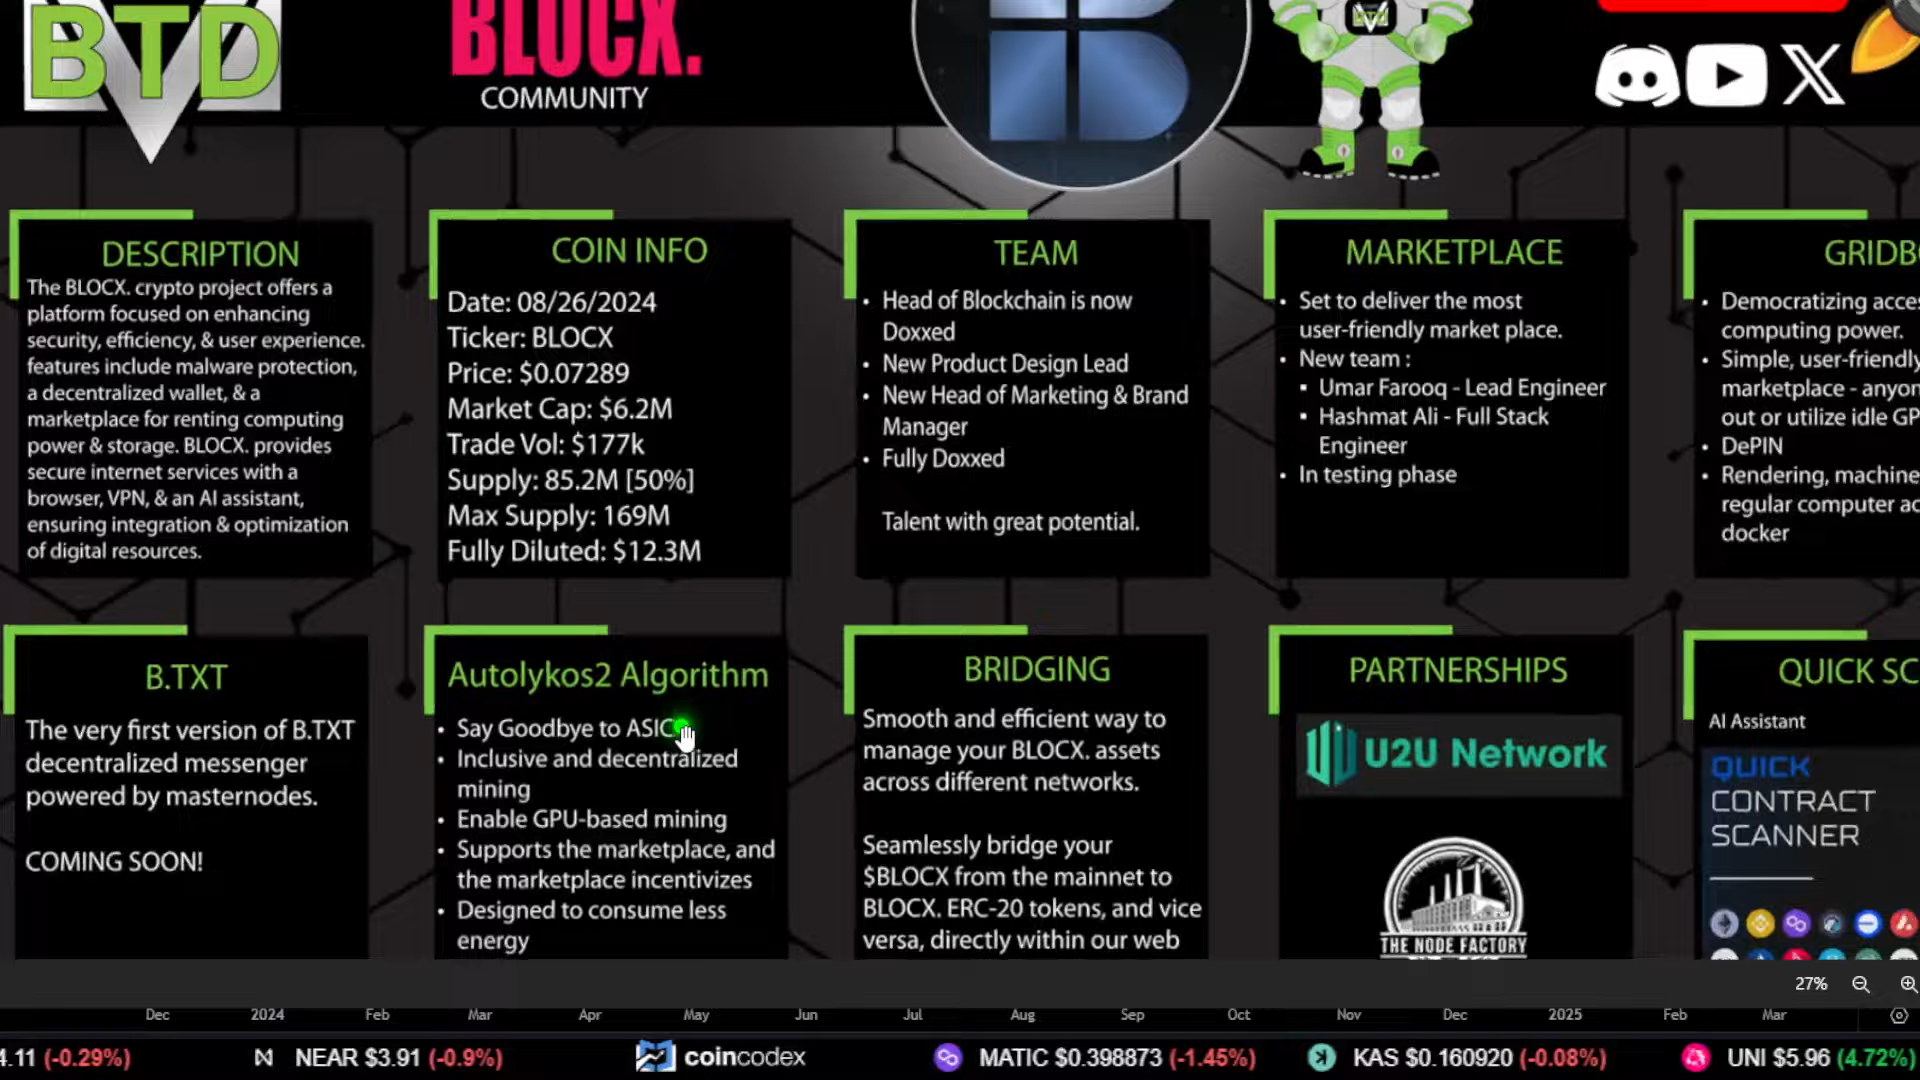 BTD
BLOCX.
COMMUNITY
BTD
DESCRIPTION
The BLOCX. crypto project offers a
platform focused on enhancing
security, efficiency, & user experience.
features include malware protection,
a decentralized wallet, & a
marketplace for renting computing
power & storage. BLOCX. provides
secure internet services with a
browser, VPN, & an AI assistant,
ensuring integration & optimization
of digital resources.
COIN INFO
Date: 08/26/2024
Ticker: BLOCX
Price: $0.07289
Market Cap: $6.2M
Trade Vol: $177k
Supply: 85.2M [50%]
Max Supply: 169M
Fully Diluted: $12.3M
TEAM
• Head of Blockchain is now
Doxxed
• New Product Design Lead
• New Head of Marketing & Brand
Manager
• Fully Doxxed
Talent with great potential.
MARKETPLACE
• Set to deliver the most
user-friendly market place.
• New team :
▪ Umar Farooq - Lead Engineer
▪ Hashmat Ali - Full Stack
Engineer
• In testing phase
GRIDB
• Democratizing acce
computing power.
• Simple, user-friendly
marketplace - anyon
out or utilize idle GP
• DePIN
• Rendering, machine
regular computer ac
docker
B.TXT
The very first version of B.TXT
decentralized messenger
powered by masternodes.
COMING SOON!
Autolykos2 Algorithm
• Say Goodbye to ASIC
• Inclusive and decentralized
mining
• Enable GPU-based mining
• Supports the marketplace, and
the marketplace incentivizes
• Designed to consume less
energy
BRIDGING
Smooth and efficient way to
manage your BLOCX. assets
across different networks.
Seamlessly bridge your
$BLOCX from the mainnet to
BLOCX. ERC-20 tokens, and vice
versa, directly within our web
PARTNERSHIPS
U2U Network
THE NODE FACTORY
QUICK SC
AI Assistant
QUICK
CONTRACT
SCANNER
27%
Dec 2024 Feb Mar Apr May Jun Jul Aug Sep Oct Nov Dec 2025 Feb Mar
4.11 (-0.29%) NEAR $3.91 (-0.9%) coincodex MATIC $0.398873 (-1.45%) KAS $0.160920 (-0.08%) UNI $5.96 (4.72%)